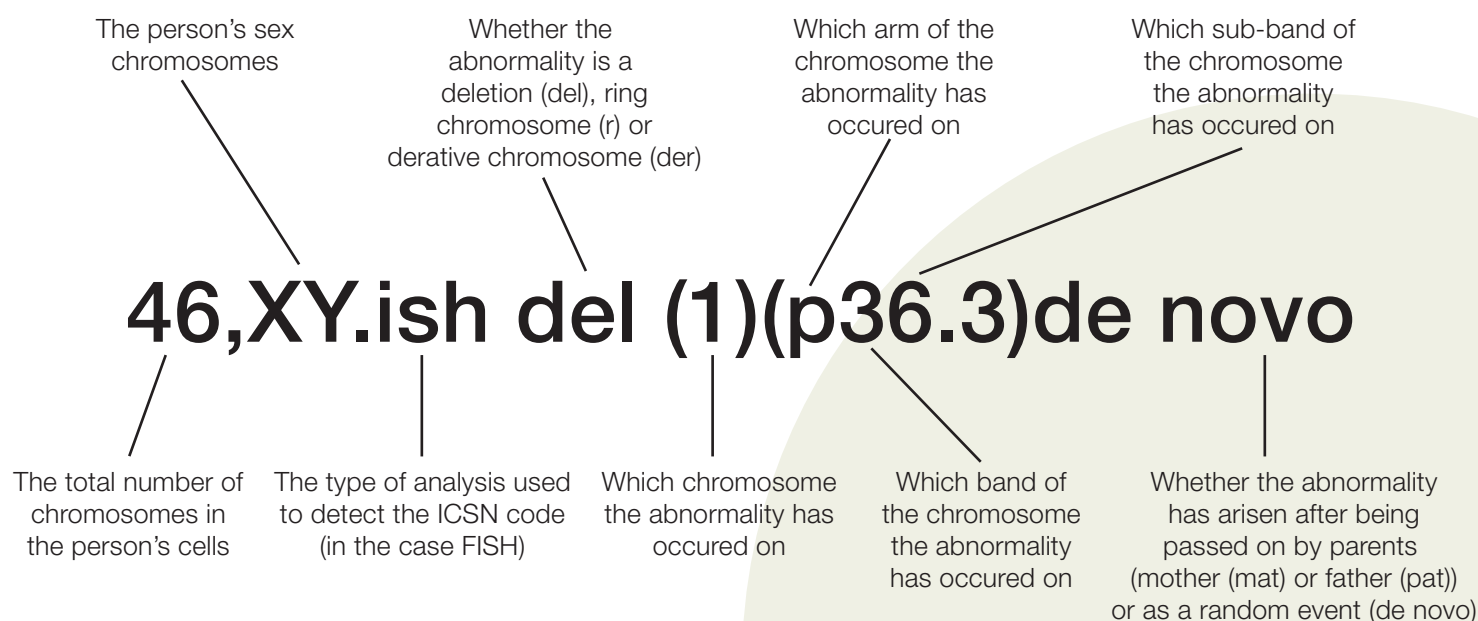 The person’s sex
chromosomes
Whether the
abnormality is a
deletion (del), ring
chromosome (r) or
derative chromosome (der)
Which arm of the
chromosome the
abnormality has
occured on
Which sub-band of
the chromosome
the abnormality
has occured on
46,XY.ish del (1)(p36.3)de novo
The total number of
chromosomes in
the person’s cells
The type of analysis used
to detect the ICSN code
(in the case FISH)
Which chromosome
the abnormality has
occured on
Which band of
the chromosome
the abnormality
has occured on
Whether the abnormality
has arisen after being
passed on by parents
(mother (mat) or father (pat))
or as a random event (de novo)